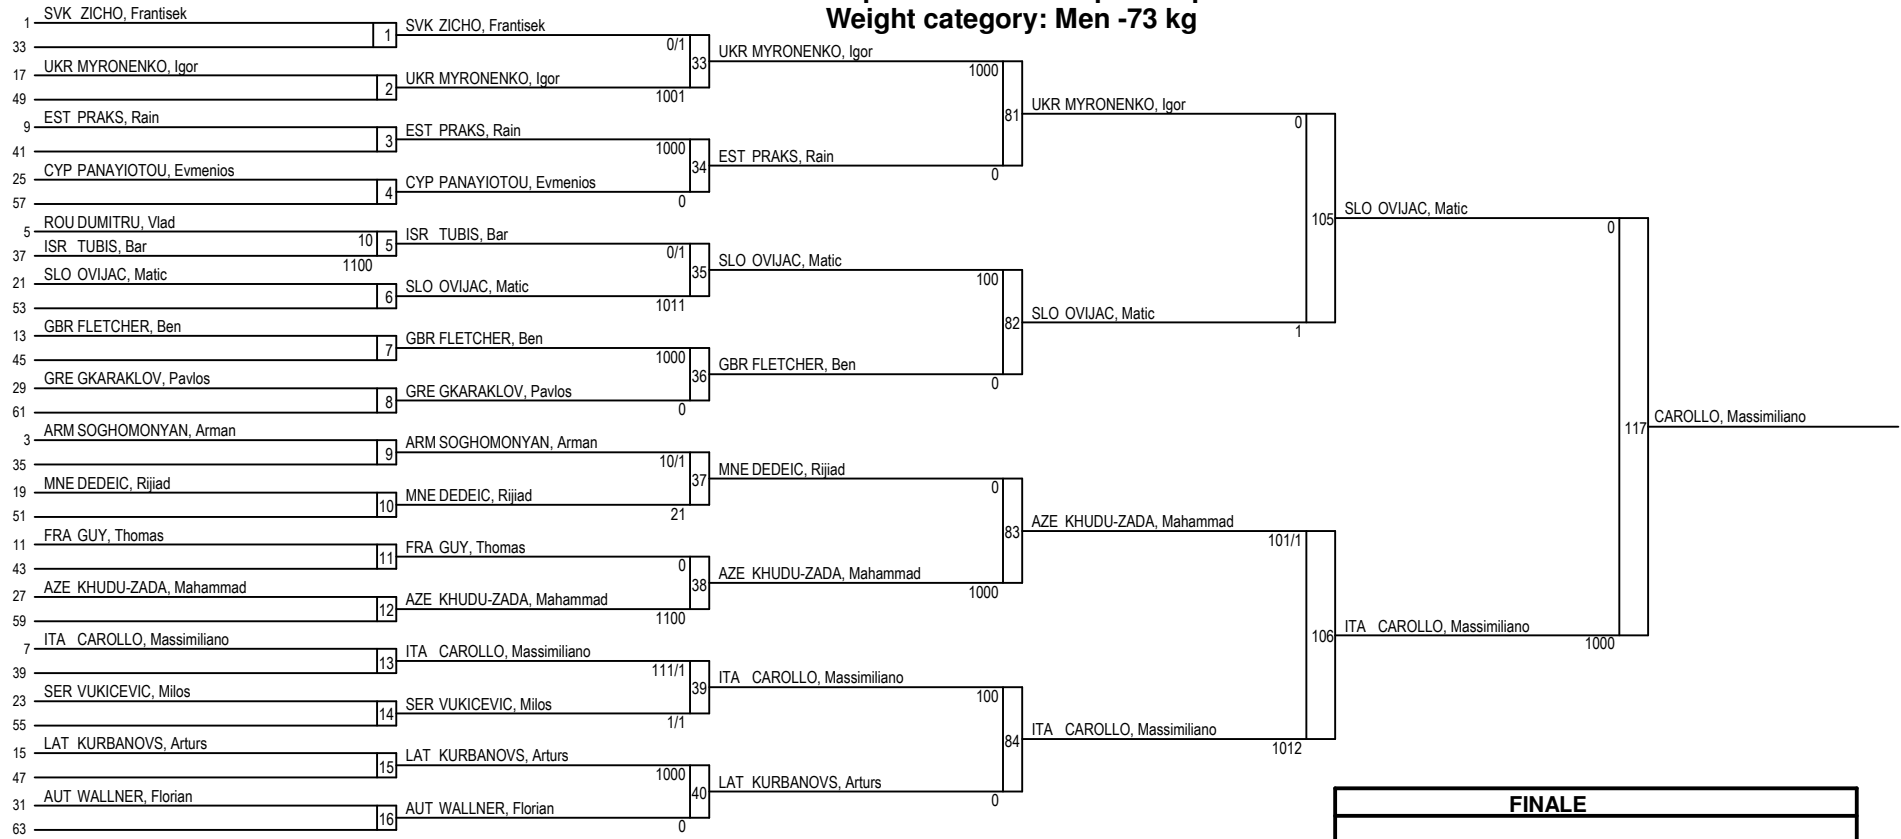 Weight category: Men -73 kg
1 SVK ZICHO, Frantisek
33
1
17 UKR MYRONENKO, Igor
49
2
9 EST PRAKS, Rain
41
3
25 CYP PANAYIOTOU, Evmenios
57
4
5 ROU DUMITRU, Vlad
10
37 ISR TUBIS, Bar
1100
5
21 SLO OVIJAC, Matic
53
6
13 GBR FLETCHER, Ben
45
7
29 GRE GKARAKLOV, Pavlos
61
8
3 ARM SOGHOMONYAN, Arman
35
9
19 MNE DEDEIC, Rijiad
51
10
11 FRA GUY, Thomas
43
11
27 AZE KHUDU-ZADA, Mahammad
59
12
7 ITA CAROLLO, Massimiliano
39
13
23 SER VUKICEVIC, Milos
55
14
15 LAT KURBANOVS, Arturs
47
15
31 AUT WALLNER, Florian
63
16
SVK ZICHO, Frantisek
0/1
33
UKR MYRONENKO, Igor
1001
EST PRAKS, Rain
1000
34
CYP PANAYIOTOU, Evmenios
0
ISR TUBIS, Bar
0/1
35
SLO OVIJAC, Matic
1011
GBR FLETCHER, Ben
1000
36
GRE GKARAKLOV, Pavlos
0
ARM SOGHOMONYAN, Arman
10/1
37
MNE DEDEIC, Rijiad
21
FRA GUY, Thomas
0
38
AZE KHUDU-ZADA, Mahammad
1100
ITA CAROLLO, Massimiliano
111/1
39
SER VUKICEVIC, Milos
1/1
LAT KURBANOVS, Arturs
1000
40
AUT WALLNER, Florian
0
UKR MYRONENKO, Igor
1000
81
EST PRAKS, Rain
0
SLO OVIJAC, Matic
100
82
GBR FLETCHER, Ben
0
MNE DEDEIC, Rijiad
0
83
AZE KHUDU-ZADA, Mahammad
1000
ITA CAROLLO, Massimiliano
100
84
LAT KURBANOVS, Arturs
0
UKR MYRONENKO, Igor
0
105
SLO OVIJAC, Matic
1
AZE KHUDU-ZADA, Mahammad
101/1
106
ITA CAROLLO, Massimiliano
1012
SLO OVIJAC, Matic
0
117
ITA CAROLLO, Massimiliano
1000
CAROLLO, Massimiliano
FINALE